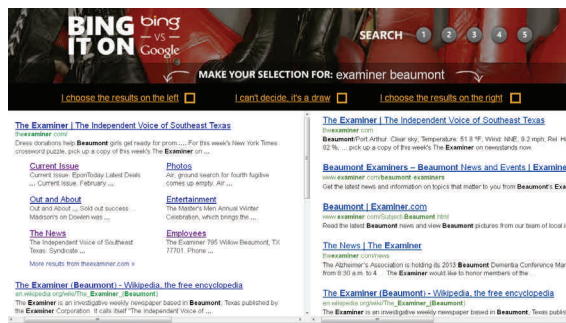 BING IT ON
bing
VS
Google
SEARCH 1 2 3 4 5
MAKE YOUR SELECTION FOR: examiner beaumont
I choose the results on the left
I can't decide, it's a draw
I choose the results on the right
The Examiner | The Independent Voice of Southeast Texas
theexaminer.com/
Dress donations help Beaumont girls get ready for prom..... For this week's New York Times
crossword puzzle, pick up a copy of this week's The Examiner on ...
Current Issue
Current Issue. EponToday Latest Deals
... Current Issue. February ...
Photos
Air, ground search for fourth fugitive
comes up empty. Air ...
Out and About
Out and About ... Sold out success ...
Madison's on Dowlen was ...
Entertainment
The Master's Men Annual Winter
Celebration, which brings the ...
The News
The Independent Voice of Southeast
Texas: Syndicate ...
Employees
The Examiner 795 Willow Beaumont, TX
77701. Phone ...
More results from theexaminer.com »
The Examiner (Beaumont) - Wikipedia, the free encyclopedia
en.wikipedia.org/wiki/The_Examiner_(Beaumont)
The Examiner is an investigative weekly newspaper based in Beaumont, Texas published by
the Examiner Corporation. It calls itself "The Independent Voice of ...
The Examiner | The Independent Voice of Southeast Texas
theexaminer.com
Beaumont/Port Arthur. Clear sky; Temperature: 51.8 °F; Wind: NNE, 9.2 mph; Rel. H
82 %. ... pick up a copy of this week's The Examiner on newsstands now.
Beaumont Examiners – Beaumont News and Events | Examine
www.examiner.com/beaumont-examiners
Get the latest news and information on topics that matter to you from Beaumont's Exa
Beaumont | Examiner.com
www.examiner.com/Subject-Beaumont.html
Read the latest Beaumont news and view Beaumont pictures from our team of local i
The News | The Examiner
theexaminer.com/news
The Alzheimer's Association is holding its 2013 Beaumont Dementia Conference Mar
from 8:30 a.m. to 4 ... The Examiner would like to honor members of the ...
The Examiner (Beaumont) - Wikipedia, the free encyclopedia
en.wikipedia.org/wiki/The_Examiner_(Beaumont)
The Examiner is an investigative weekly newspaper based in Beaumont, Texas publis